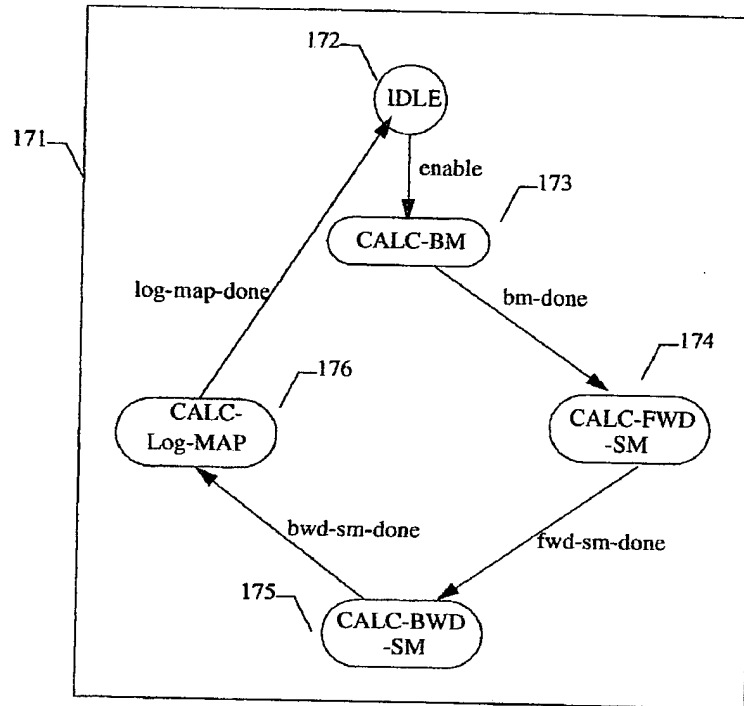 172
IDLE
171
enable
173
CALC-BM
log-map-done
bm-done
174
176
CALC-
Log-MAP
CALC-FWD
-SM
bwd-sm-done
fwd-sm-done
175
CALC-BWD
-SM